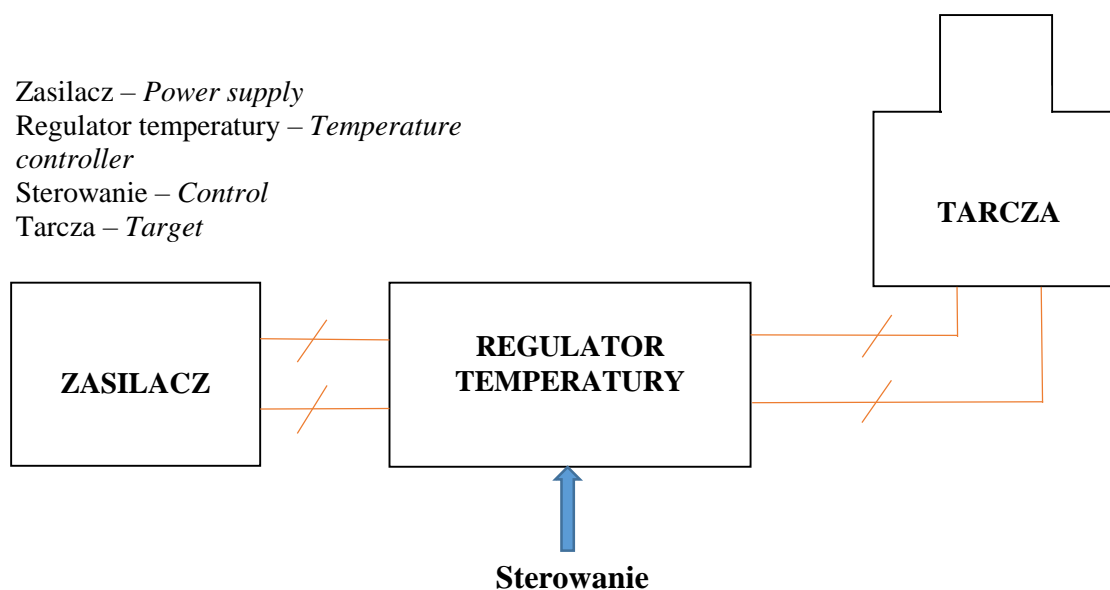 Zasilacz – Power supply
Regulator temperatury – Temperature
controller
Sterowanie – Control
Tarcza – Target
TARCZA
ZASILACZ
REGULATOR
TEMPERATURY
Sterowanie